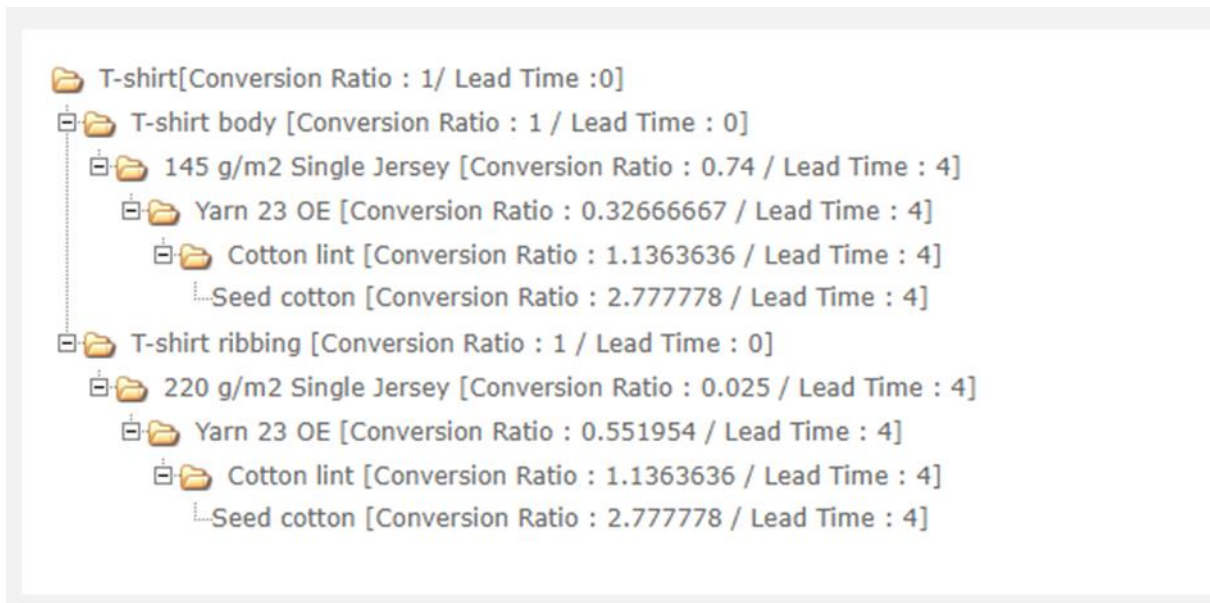 T-shirt[Conversion Ratio : 1/ Lead Time :0]
T-shirt body [Conversion Ratio : 1 / Lead Time : 0]
145 g/m2 Single Jersey [Conversion Ratio : 0.74 / Lead Time : 4]
Yarn 23 OE [Conversion Ratio : 0.32666667 / Lead Time : 4]
Cotton lint [Conversion Ratio : 1.1363636 / Lead Time : 4]
Seed cotton [Conversion Ratio : 2.777778 / Lead Time : 4]
T-shirt ribbing [Conversion Ratio : 1 / Lead Time : 0]
220 g/m2 Single Jersey [Conversion Ratio : 0.025 / Lead Time : 4]
Yarn 23 OE [Conversion Ratio : 0.551954 / Lead Time : 4]
Cotton lint [Conversion Ratio : 1.1363636 / Lead Time : 4]
Seed cotton [Conversion Ratio : 2.777778 / Lead Time : 4]